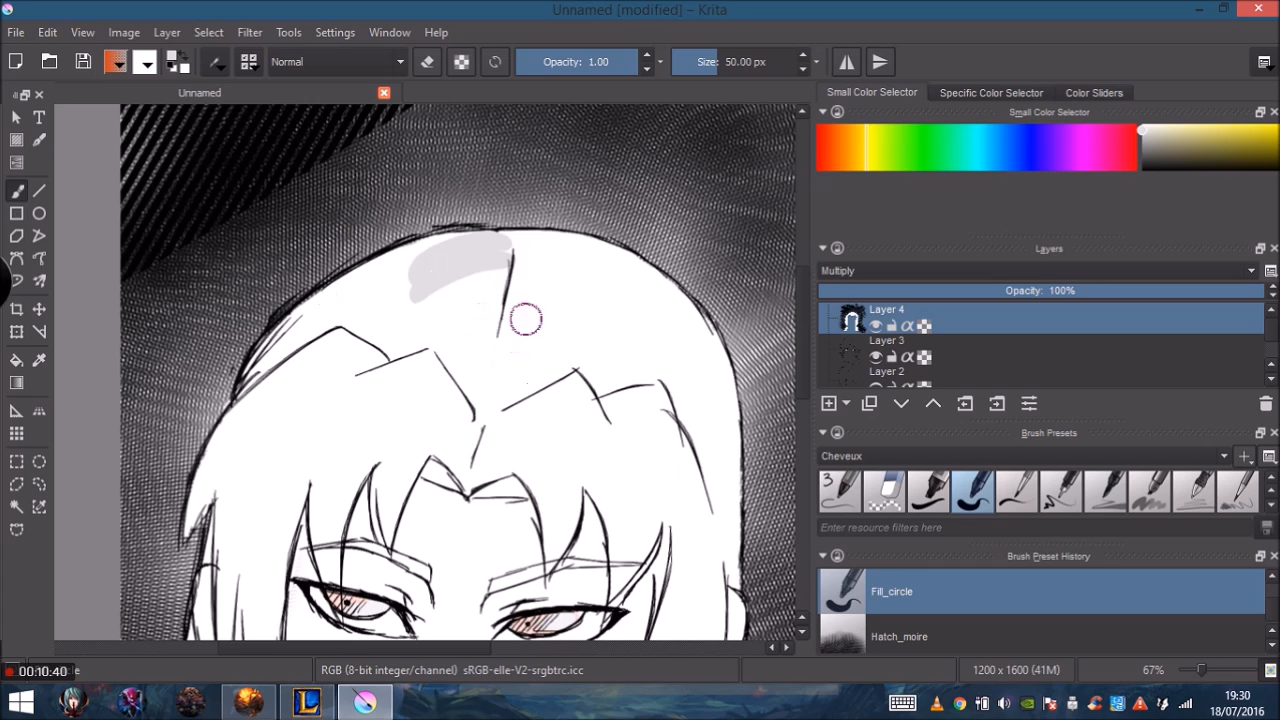 Unnamed [modified] – Krita
File Edit View Image Layer Select Filter Tools Settings Window Help
Normal Opacity: 1.00 Size: 50.00 px
Unnamed
Small Color Selector Specific Color Selector Color Sliders
Small Color Selector
Layers
Multiply
Opacity: 100%
Layer 4
Layer 3
Layer 2
Brush Presets
Cheveux
3
Enter resource filters here
Brush Preset History
Fill_circle
Hatch_moire
00:10:40
RGB (8-bit integer/channel) sRGB-elle-V2-srgbtrc.icc
1200 x 1600 (41M)
67%
19:30
18/07/2016